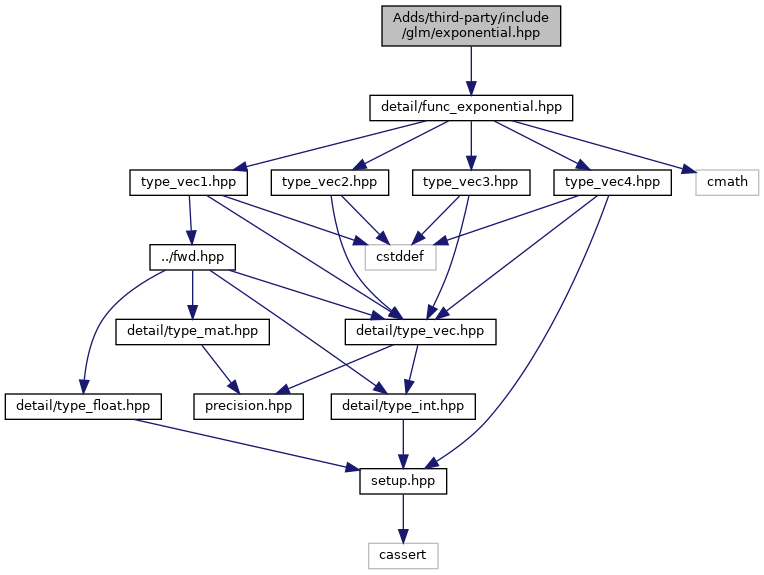 Adds/third-party/include
/glm/exponential.hpp
detail/func_exponential.hpp
type_vec1.hpp
type_vec2.hpp
type_vec3.hpp
type_vec4.hpp
cmath
../fwd.hpp
cstddef
detail/type_mat.hpp
detail/type_vec.hpp
detail/type_float.hpp
precision.hpp
detail/type_int.hpp
setup.hpp
cassert